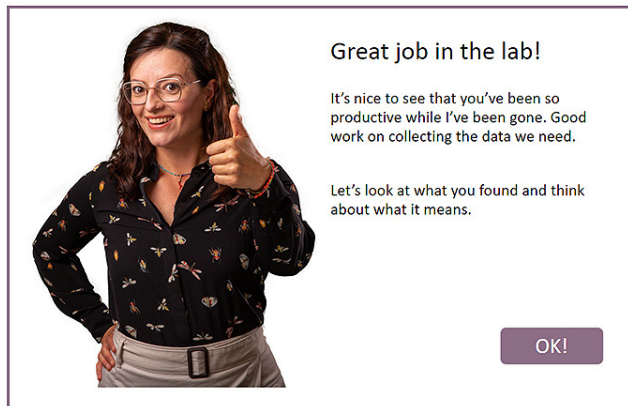 Great job in the lab!
It's nice to see that you've been so
productive while I've been gone. Good
work on collecting the data we need.
Let's look at what you found and think
about what it means.
OK!